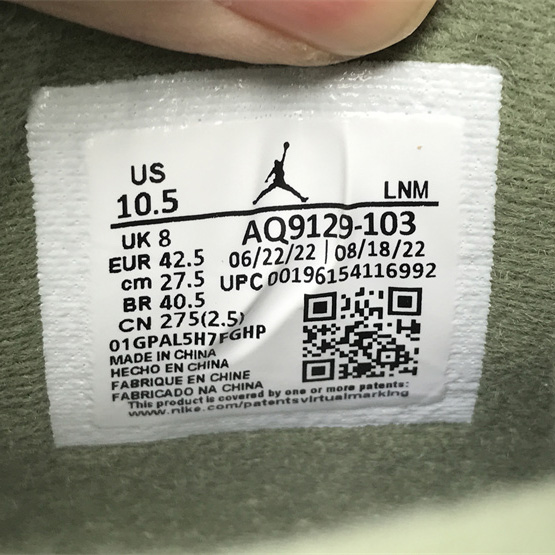 US
10.5
LNM
UK 8
EUR 42.5
cm 27.5
BR 40.5
CN 275(2.5)
AQ9129-103
06/22/22 | 08/18/22
UPC 00196154116992
01GPAL5H7FGHP
MADE IN CHINA
HECHO EN CHINA
FABRIQUE EN CHINE
FABRICADO NA CHINA
This product is covered by one or more patents:
www.nike.com/patentsvirtualmarking